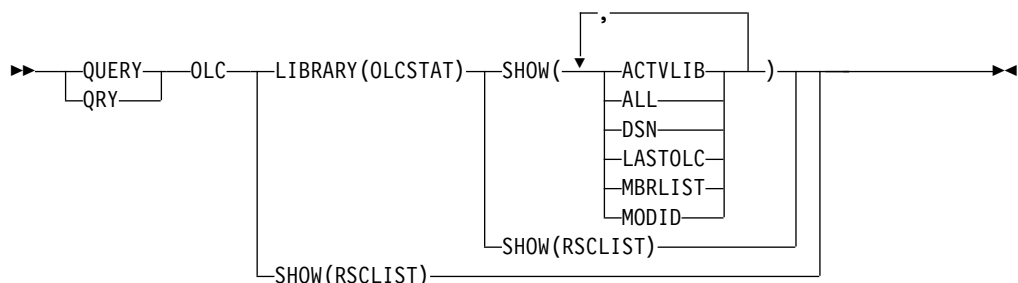 ,
QUERY OLC LIBRARY(OLCSTAT) SHOW( ACTVLIB )
QRY ALL
DSN
LASTOLC
MBRLIST
MODID
SHOW(RSCLIST)
SHOW(RSCLIST)